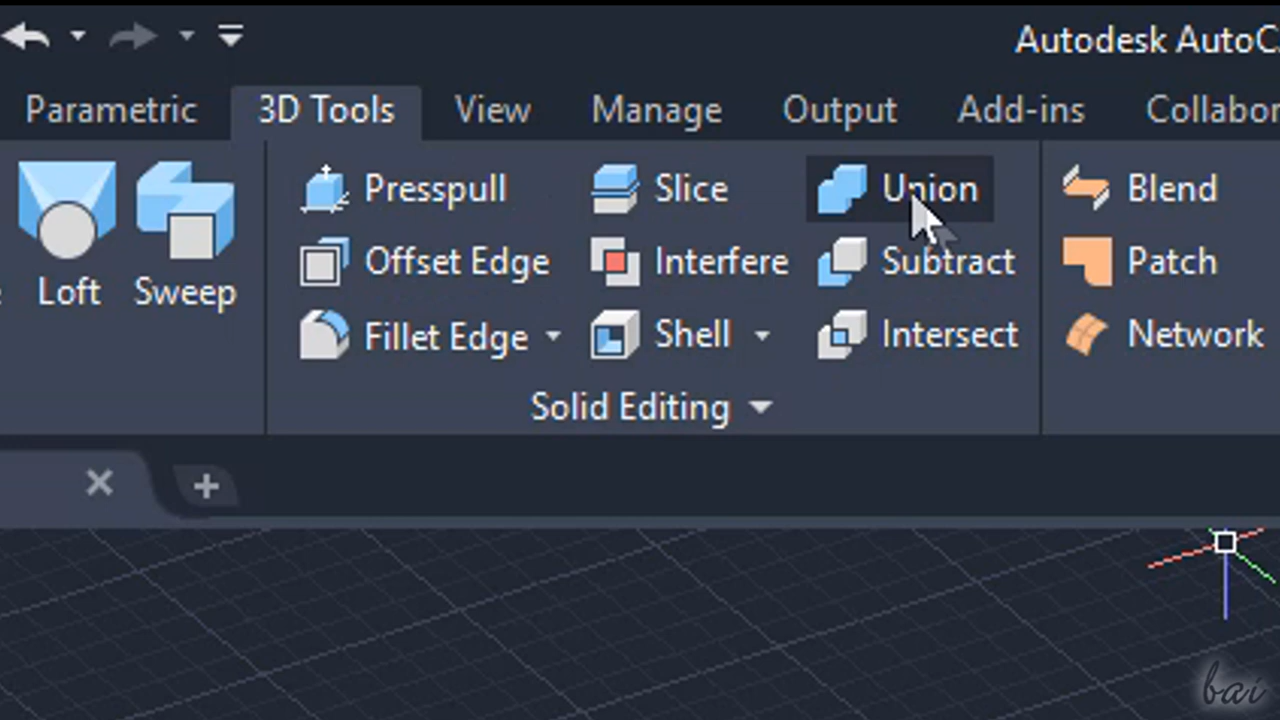 Autodesk AutoC
Parametric 3D Tools View Manage Output Add-ins Collabor
Presspull Slice Union Blend
Offset Edge Interfere Subtract Patch
Loft Sweep
Fillet Edge Shell Intersect Network
Solid Editing
bai